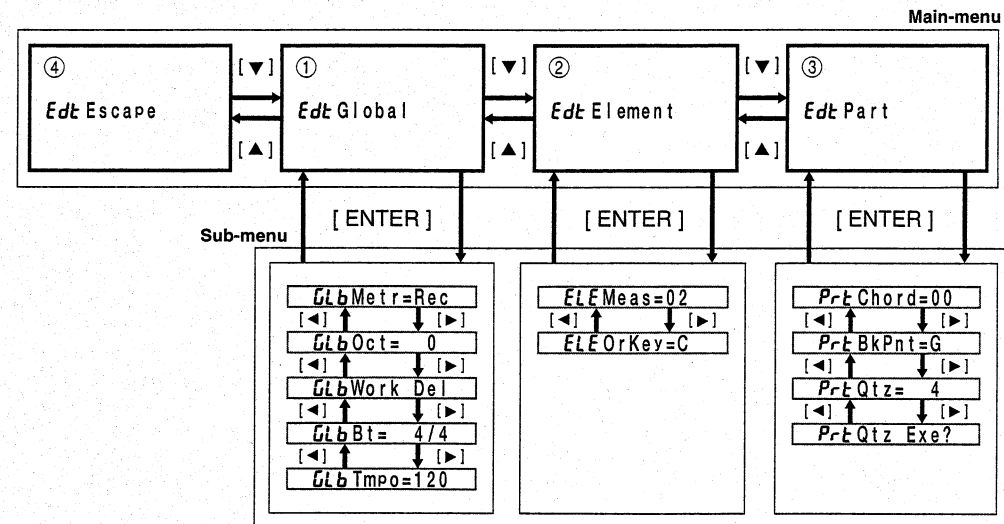 Main-menu
④ [▼] ① [▼] ② [▼] ③
Edt Escape Edt Global Edt Element Edt Part
[▲] [▲] [▲]
[ ENTER ] [ ENTER ] [ ENTER ]
Sub-menu
GLb Metr=Rec
[◄] [►]
GLb Oct= 0
[◄] [►]
GLb Work Del
[◄] [►]
GLb Bt= 4/4
[◄] [►]
GLb Tmpo=120
ELE Meas=02
[◄] [►]
ELE OrKey=C
Prt Chord=00
[◄] [►]
Prt BkPnt=G
[◄] [►]
Prt Qtz= 4
[◄] [►]
Prt Qtz Exe?